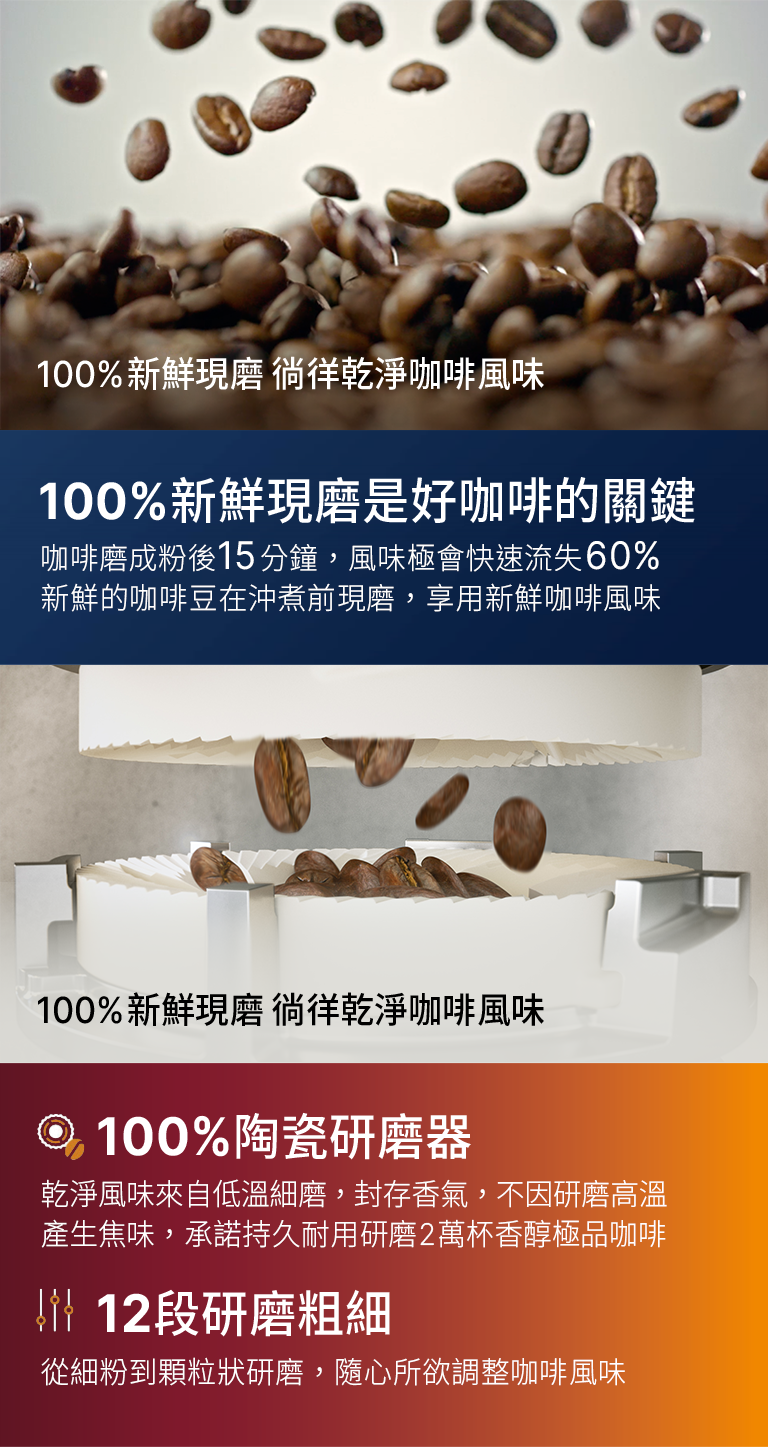 100%新鮮現磨 徜徉乾淨咖啡風味
100%新鮮現磨是好咖啡的關鍵
咖啡磨成粉後15分鐘，風味極會快速流失60%
新鮮的咖啡豆在沖煮前現磨，享用新鮮咖啡風味
100%新鮮現磨 徜徉乾淨咖啡風味
100%陶瓷研磨器
乾淨風味來自低溫細磨，封存香氣，不因研磨高溫
產生焦味，承諾持久耐用研磨2萬杯香醇極品咖啡
12段研磨粗細
從細粉到顆粒狀研磨，隨心所欲調整咖啡風味